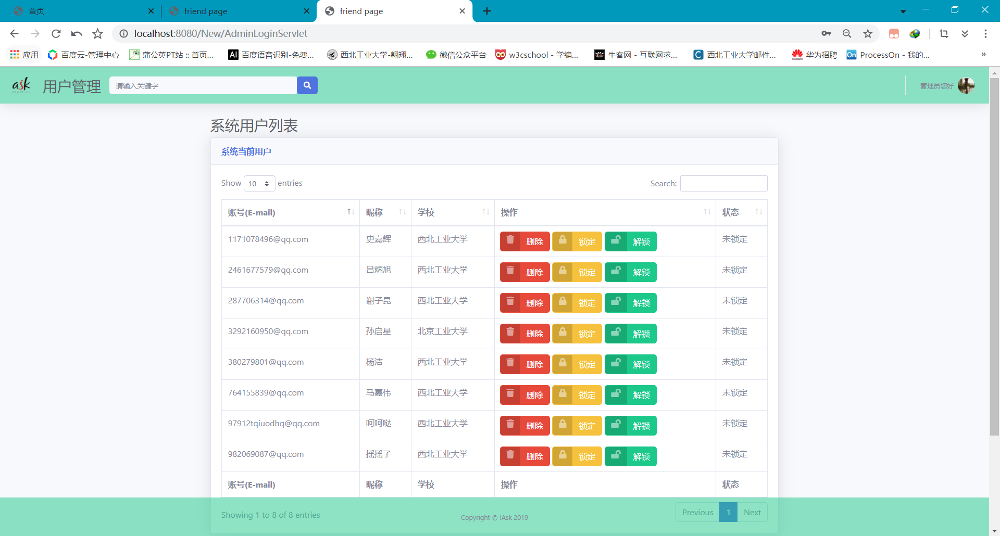 首页
friend page
friend page
localhost:8080/New/AdminLoginServlet
应用 百度云-管理中心 蒲公英PT站 :: 首页... 百度语音识别-免费... 西北工业大学-翱翔... 微信公众平台 w3cschool - 学编... 牛客网 - 互联网求... 西北工业大学邮件... 华为招聘 ProcessOn - 我的... »
ask 用户管理 请输入关键字 管理员您好
系统用户列表
系统当前用户
Show 10 entries Search:
账号(E-mail) 昵称 学校 操作 状态
1171078496@qq.com 史嘉辉 西北工业大学 删除 锁定 解锁 未锁定
2461677579@qq.com 吕炳旭 西北工业大学 删除 锁定 解锁 未锁定
287706314@qq.com 谢子昆 西北工业大学 删除 锁定 解锁 未锁定
3292160950@qq.com 孙启星 北京工业大学 删除 锁定 解锁 未锁定
380279801@qq.com 杨洁 西北工业大学 删除 锁定 解锁 未锁定
764155839@qq.com 马嘉伟 西北工业大学 删除 锁定 解锁 未锁定
97912tqiuodhq@qq.com 呵呵哒 西北工业大学 删除 锁定 解锁 未锁定
982069087@qq.com 摇摇子 西北工业大学 删除 锁定 解锁 未锁定
账号(E-mail) 昵称 学校 操作 状态
Showing 1 to 8 of 8 entries Previous 1 Next
Copyright © IAsk 2019